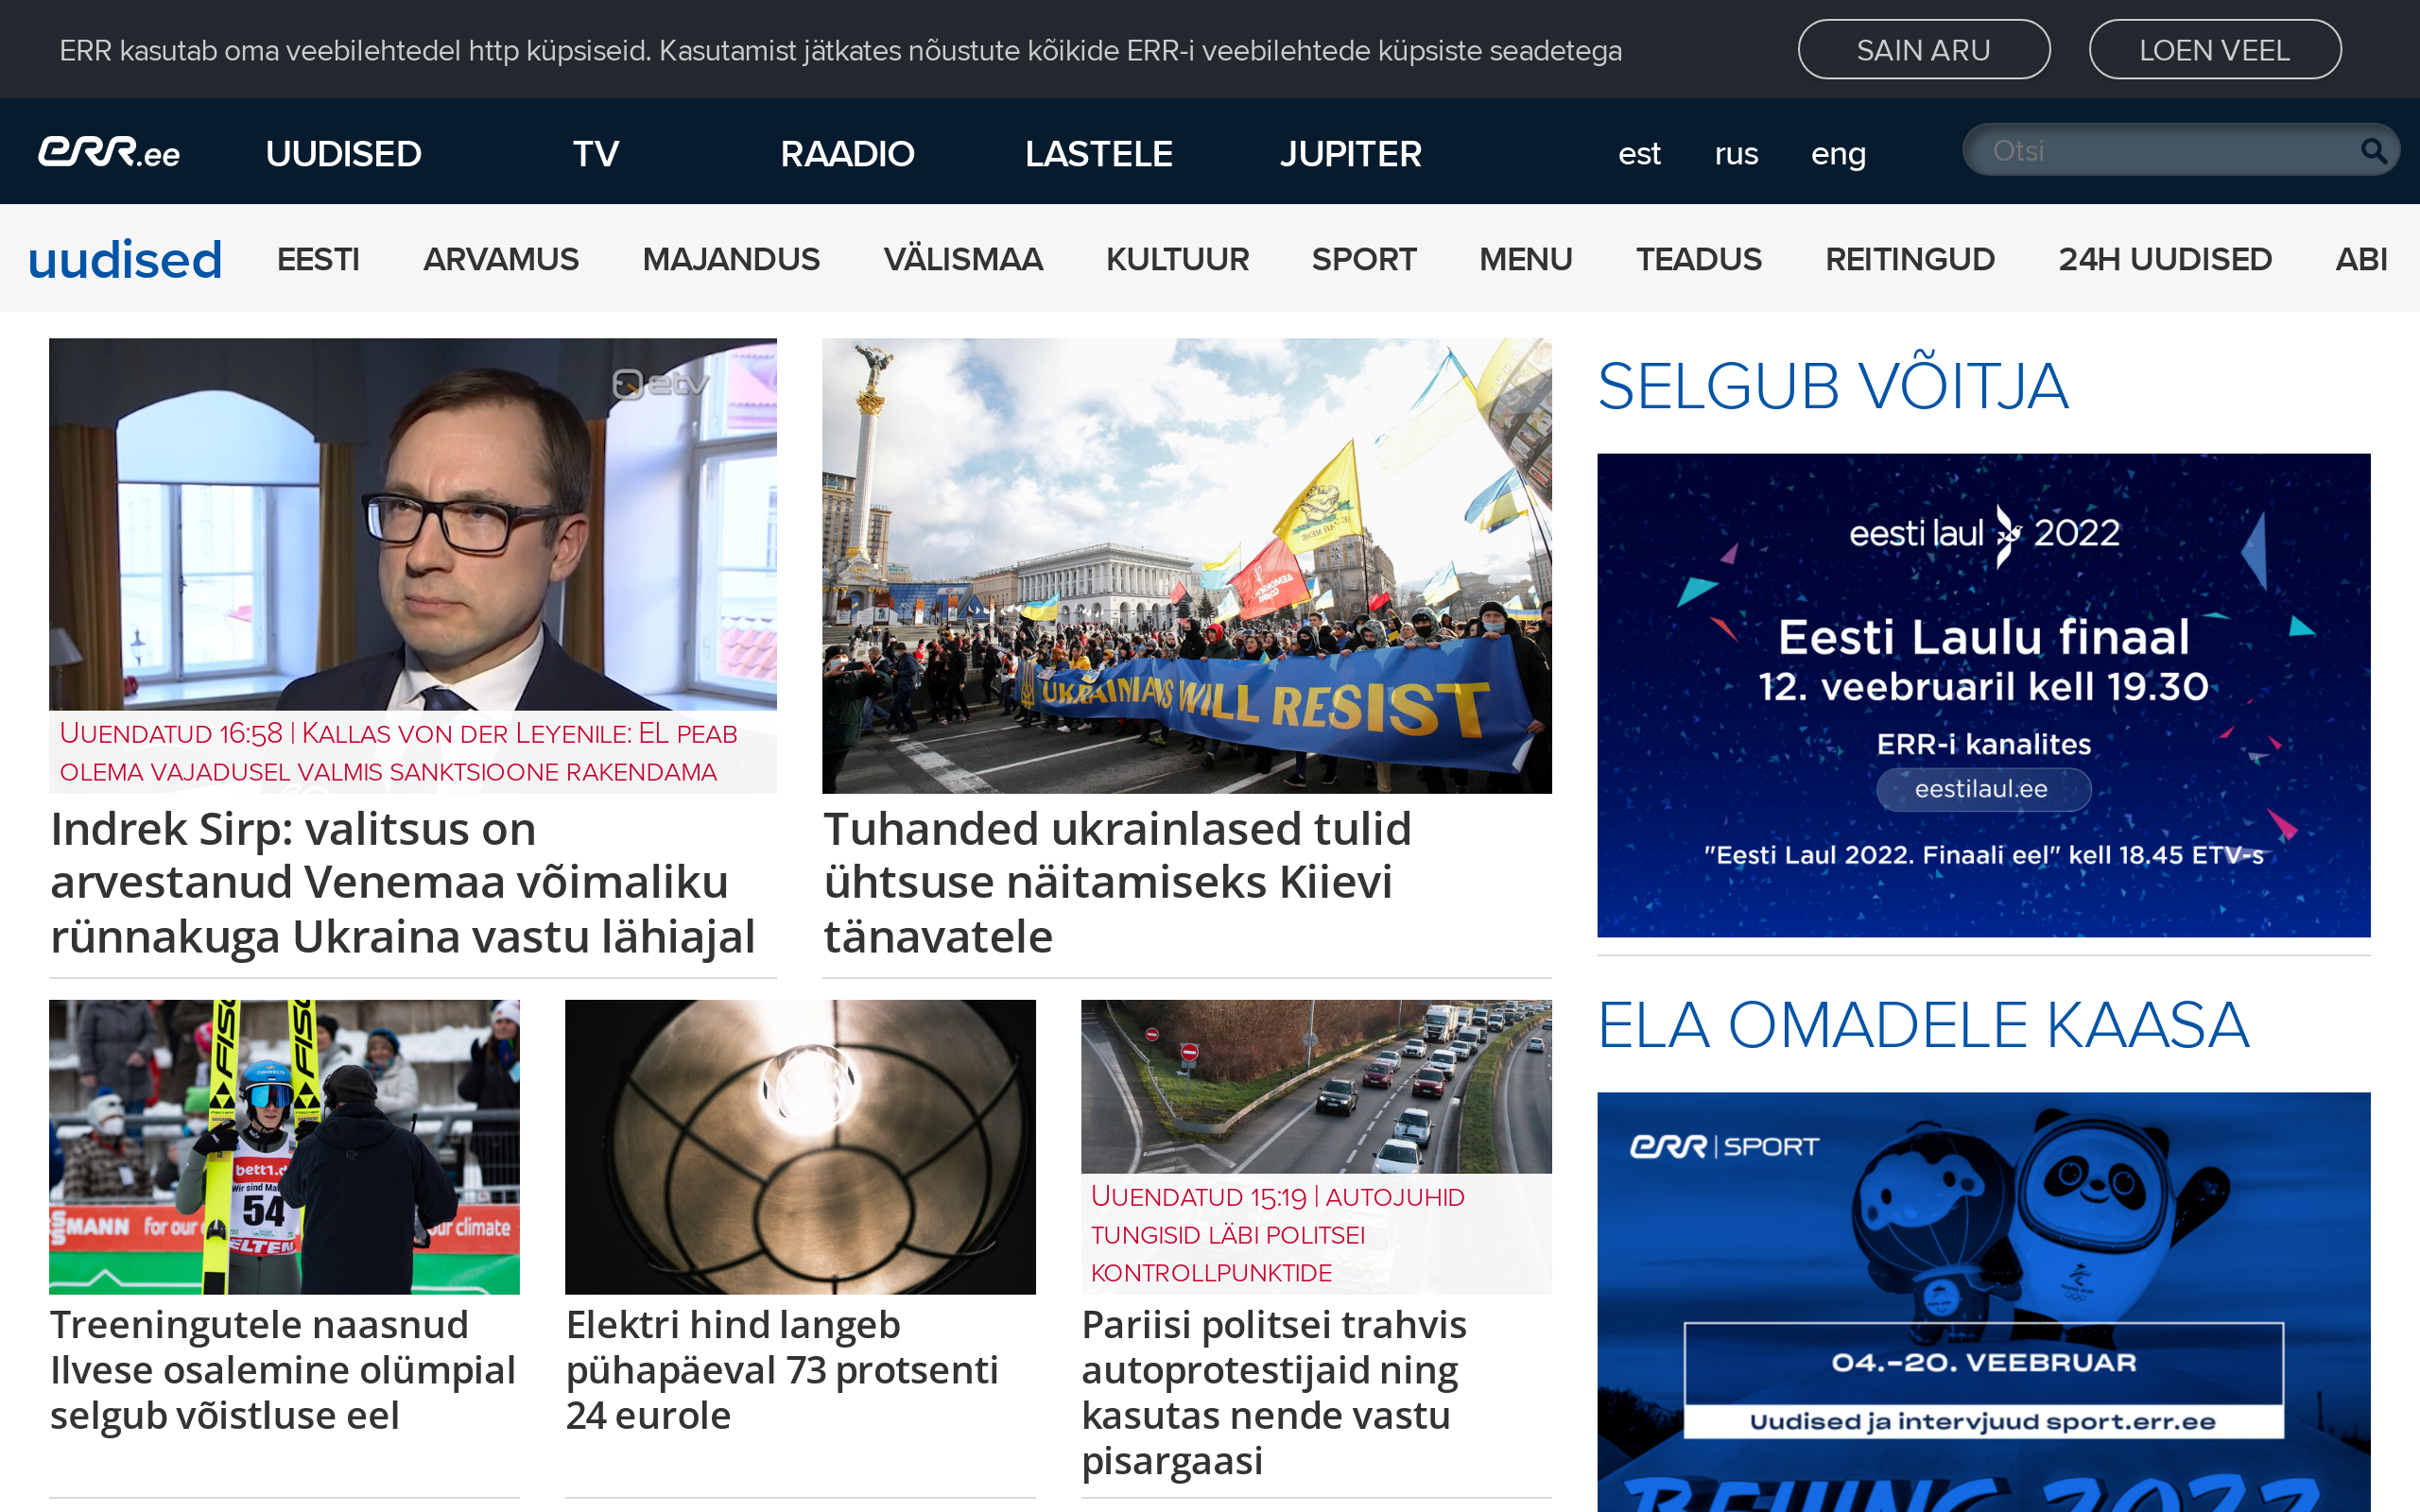 ERR kasutab oma veebilehtedel http küpsiseid. Kasutamist jätkates nõustute kõikide ERR-i veebilehtede küpsiste seadetega
SAIN ARU
LOEN VEEL
err.ee
UUDISED
TV
RAADIO
LASTELE
JUPITER
est
rus
eng
Otsi
uudised
EESTI
ARVAMUS
MAJANDUS
VÄLISMAA
KULTUUR
SPORT
MENU
TEADUS
REITINGUD
24H UUDISED
ABI
etv
Uuendatud 16:58 | Kallas von der Leyenile: EL peab
olema vajadusel valmis sanktsioone rakendama
Indrek Sirp: valitsus on
arvestanud Venemaa võimaliku
rünnakuga Ukraina vastu lähiajal
UKRAINIANS WILL RESIST
Tuhanded ukrainlased tulid
ühtsuse näitamiseks Kiievi
tänavatele
SELGUB VÕITJA
eesti laul 2022
Eesti Laulu finaal
12. veebruaril kell 19.30
ERR-i kanalites
eestilaul.ee
"Eesti Laul 2022. Finaali eel" kell 18.45 ETV-s
bett1.d
54
MANN for our
our climate
Treeningutele naasnud
Ilvese osalemine olümpial
selgub võistluse eel
Elektri hind langeb
pühapäeval 73 protsenti
24 eurole
Uuendatud 15:19 | autojuhid
tungisid läbi politsei
kontrollpunktide
Pariisi politsei trahvis
autoprotestijaid ning
kasutas nende vastu
pisargaasi
ELA OMADELE KAASA
err | SPORT
04.-20. VEEBRUAR
Uudised ja intervjuud sport.err.ee
BEIJING 2022